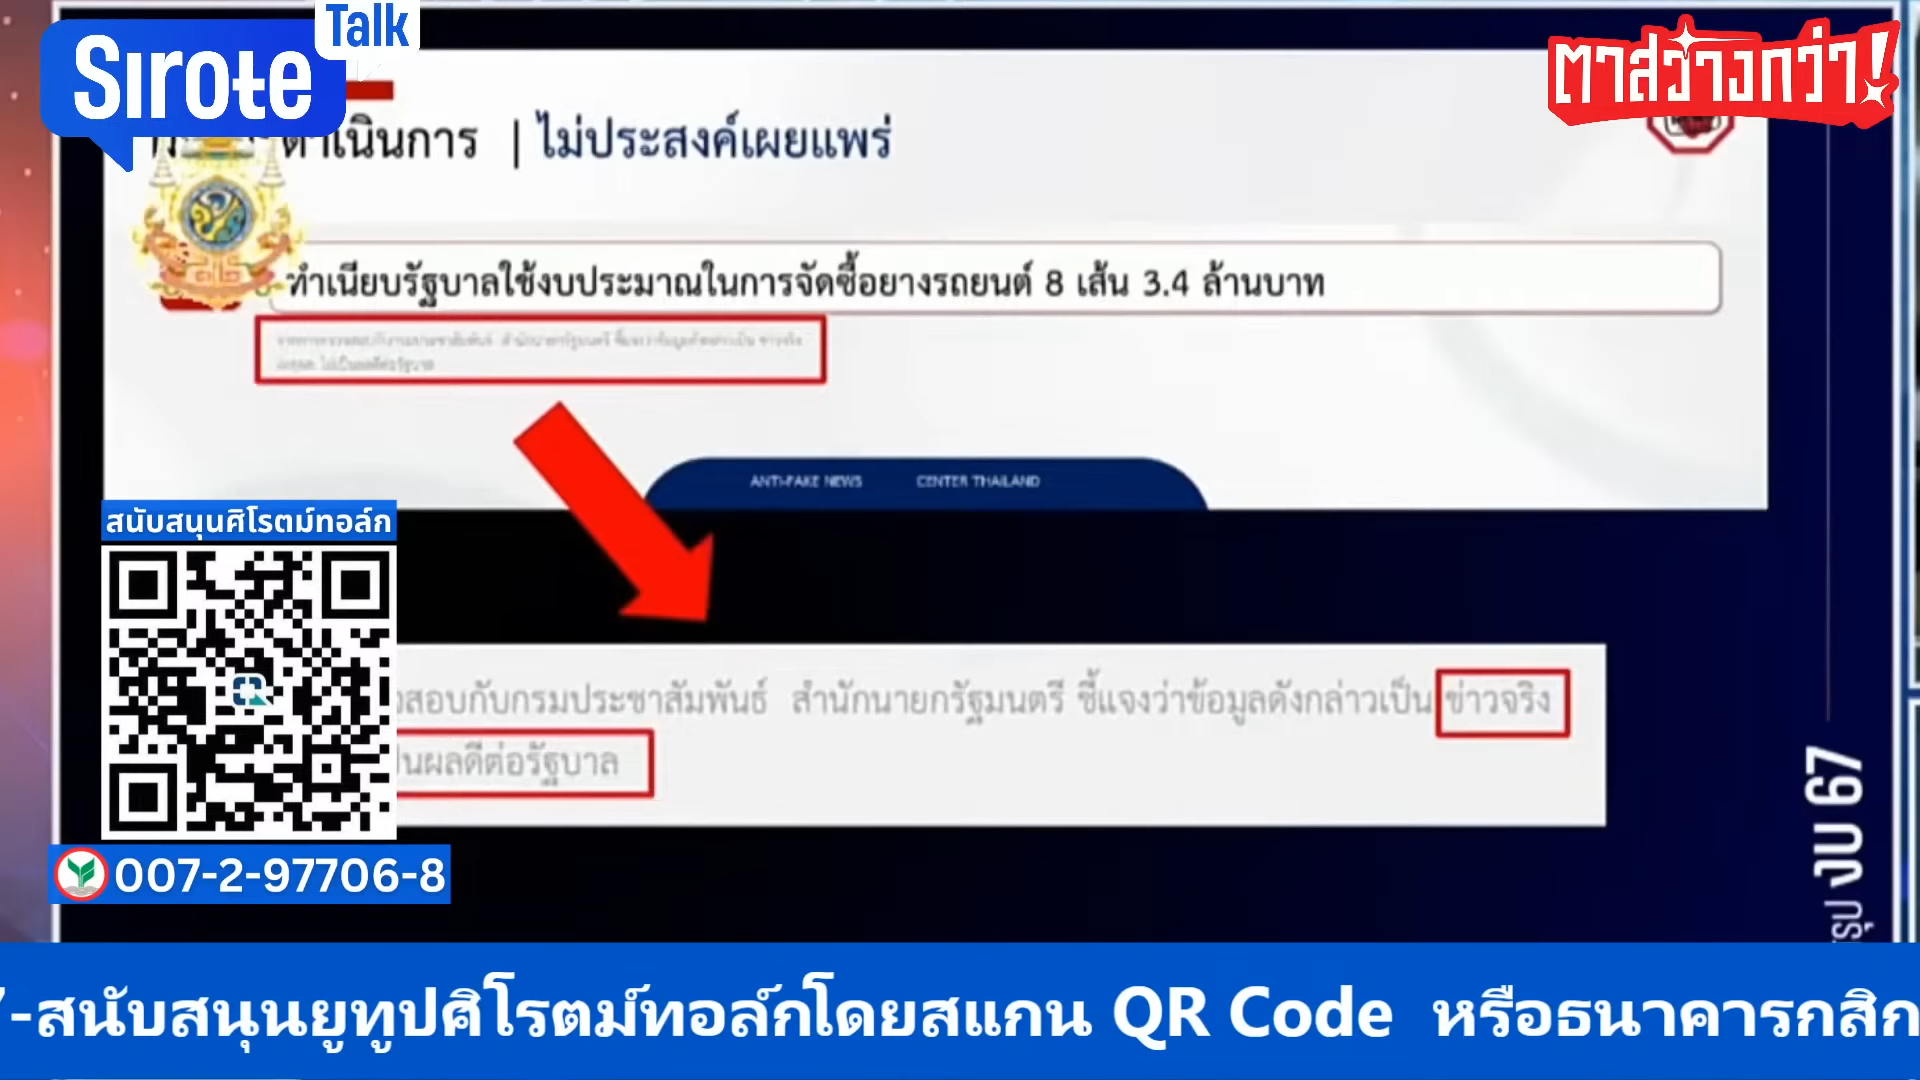 Sirote Talk
ตาสว่างกว่า!
ดำเนินการ | ไม่ประสงค์เผยแพร่
ทำเนียบรัฐบาลใช้งบประมาณในการจัดซื้อยางรถยนต์ 8 เส้น 3.4 ล้านบาท
ANTI-FAKE NEWS CENTER THAILAND
สนับสนุนศิโรตม์ทอล์ก
สอบกับกรมประชาสัมพันธ์ สำนักนายกรัฐมนตรี ชี้แจงว่าข้อมูลดังกล่าวเป็น ข่าวจริง
ป็นผลดีต่อรัฐบาล
007-2-97706-8
รุป งบ 67
-สนับสนุนยูทูปศิโรตม์ทอล์กโดยสแกน QR Code หรือธนาคารกสิก